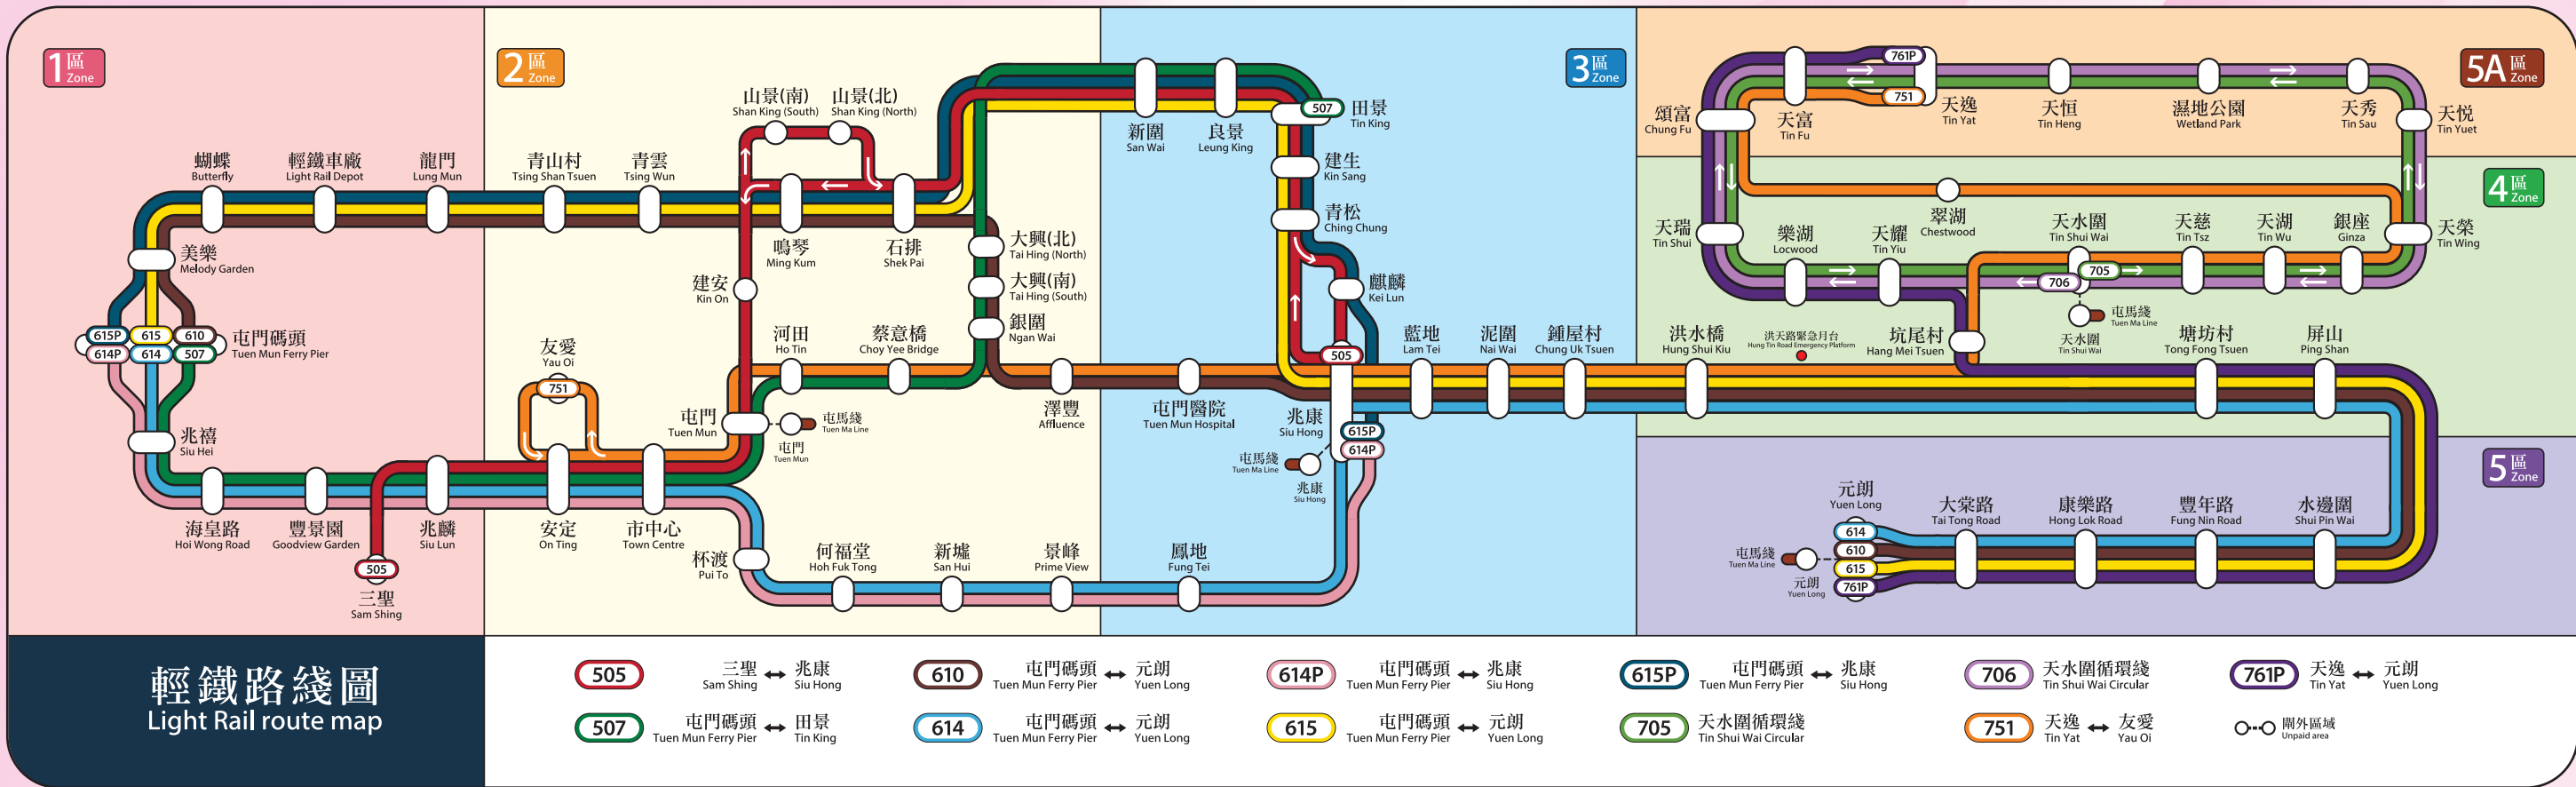 1區
Zone
2區
Zone
3區
Zone
5A區
Zone
4區
Zone
5區
Zone
蝴蝶
Butterfly
輕鐵車廠
Light Rail Depot
龍門
Lung Mun
青山村
Tsing Shan Tsuen
青雲
Tsing Wun
山景(南)
Shan King (South)
山景(北)
Shan King (North)
新圍
San Wai
良景
Leung King
507
田景
Tin King
建生
Kin Sang
青松
Ching Chung
麒麟
Kei Lun
美樂
Melody Garden
615P
615
610
614P
614
507
屯門碼頭
Tuen Mun Ferry Pier
兆禧
Siu Hei
海皇路
Hoi Wong Road
豐景園
Goodview Garden
兆麟
Siu Lun
505
三聖
Sam Shing
鳴琴
Ming Kum
石排
Shek Pai
建安
Kin On
大興(北)
Tai Hing (North)
大興(南)
Tai Hing (South)
銀圍
Ngan Wai
河田
Ho Tin
蔡意橋
Choy Yee Bridge
友愛
Yau Oi
751
屯門
Tuen Mun
屯馬綫
Tuen Ma Line
屯門
Tuen Mun
安定
On Ting
市中心
Town Centre
杯渡
Pui To
何福堂
Hoh Fuk Tong
新墟
San Hui
景峰
Prime View
鳳地
Fung Tei
澤豐
Affluence
屯門醫院
Tuen Mun Hospital
505
兆康
Siu Hong
615P
614P
屯馬綫
Tuen Ma Line
兆康
Siu Hong
藍地
Lam Tei
泥圍
Nai Wai
鍾屋村
Chung Uk Tsuen
洪水橋
Hung Shui Kiu
洪天路緊急月台
Hung Tin Road Emergency Platform
坑尾村
Hang Mei Tsuen
塘坊村
Tong Fong Tsuen
屏山
Ping Shan
頌富
Chung Fu
天富
Tin Fu
761P
751
天逸
Tin Yat
天恒
Tin Heng
濕地公園
Wetland Park
天秀
Tin Sau
天悅
Tin Yuet
翠湖
Chestwood
天瑞
Tin Shui
樂湖
Locwood
天耀
Tin Yiu
天水圍
Tin Shui Wai
705
706
屯馬綫
Tuen Ma Line
天水圍
Tin Shui Wai
天慈
Tin Tsz
天湖
Tin Wu
銀座
Ginza
天榮
Tin Wing
元朗
Yuen Long
614
610
615
761P
屯馬綫
Tuen Ma Line
元朗
Yuen Long
大棠路
Tai Tong Road
康樂路
Hong Lok Road
豐年路
Fung Nin Road
水邊圍
Shui Pin Wai
輕鐵路綫圖
Light Rail route map
505 三聖 ↔ 兆康
Sam Shing Siu Hong
610 屯門碼頭 ↔ 元朗
Tuen Mun Ferry Pier Yuen Long
614P 屯門碼頭 ↔ 兆康
Tuen Mun Ferry Pier Siu Hong
615P 屯門碼頭 ↔ 兆康
Tuen Mun Ferry Pier Siu Hong
706 天水圍循環綫
Tin Shui Wai Circular
761P 天逸 ↔ 元朗
Tin Yat Yuen Long
507 屯門碼頭 ↔ 田景
Tuen Mun Ferry Pier Tin King
614 屯門碼頭 ↔ 元朗
Tuen Mun Ferry Pier Yuen Long
615 屯門碼頭 ↔ 元朗
Tuen Mun Ferry Pier Yuen Long
705 天水圍循環綫
Tin Shui Wai Circular
751 天逸 ↔ 友愛
Tin Yat Yau Oi
閘外區域
Unpaid area